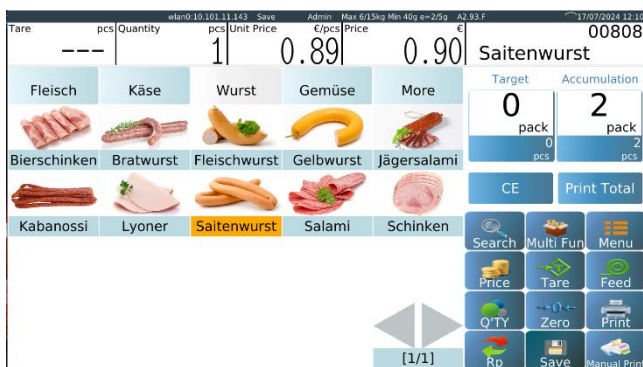 wlan0:10.101.11.143 Save Admin Max 6/15kg Min 40g e=2/5g A2.93.F 17/07/2024 12:10
Tare pcs Quantity pcs Unit Price €/pcs Price €
--- 1 0.89 0.90
00808
Saitenwurst
Fleisch Käse Wurst Gemüse More
Target Accumulation
0 2
pack pack
0 2
pcs pcs
Bierschinken Bratwurst Fleischwurst Gelbwurst Jägersalami
CE Print Total
Kabanossi Lyoner Saitenwurst Salami Schinken
Search Multi Fun Menu
Price Tare Feed
Q'TY Zero Print
[1/1]
Rp Save Manual Print